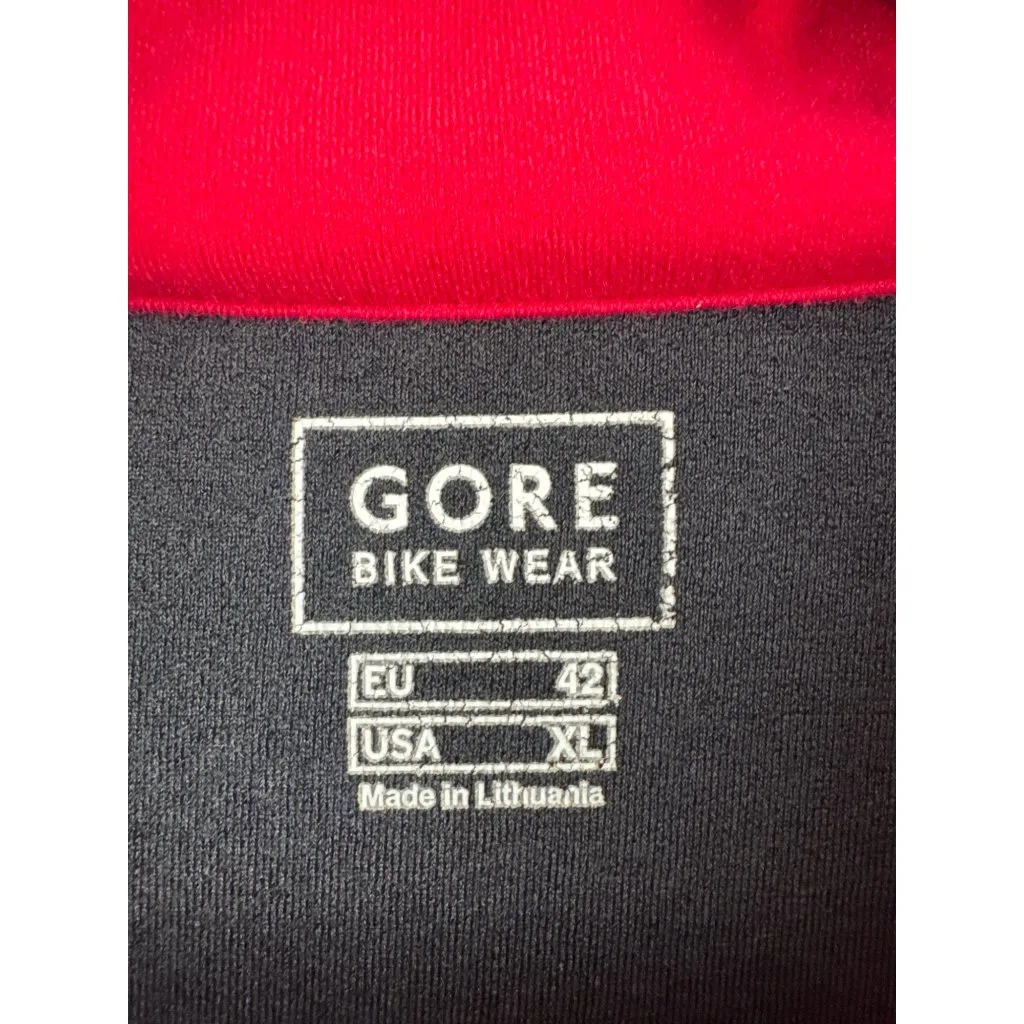 GORE
BIKE WEAR
EU 42
USA XL
Made in Lithuania